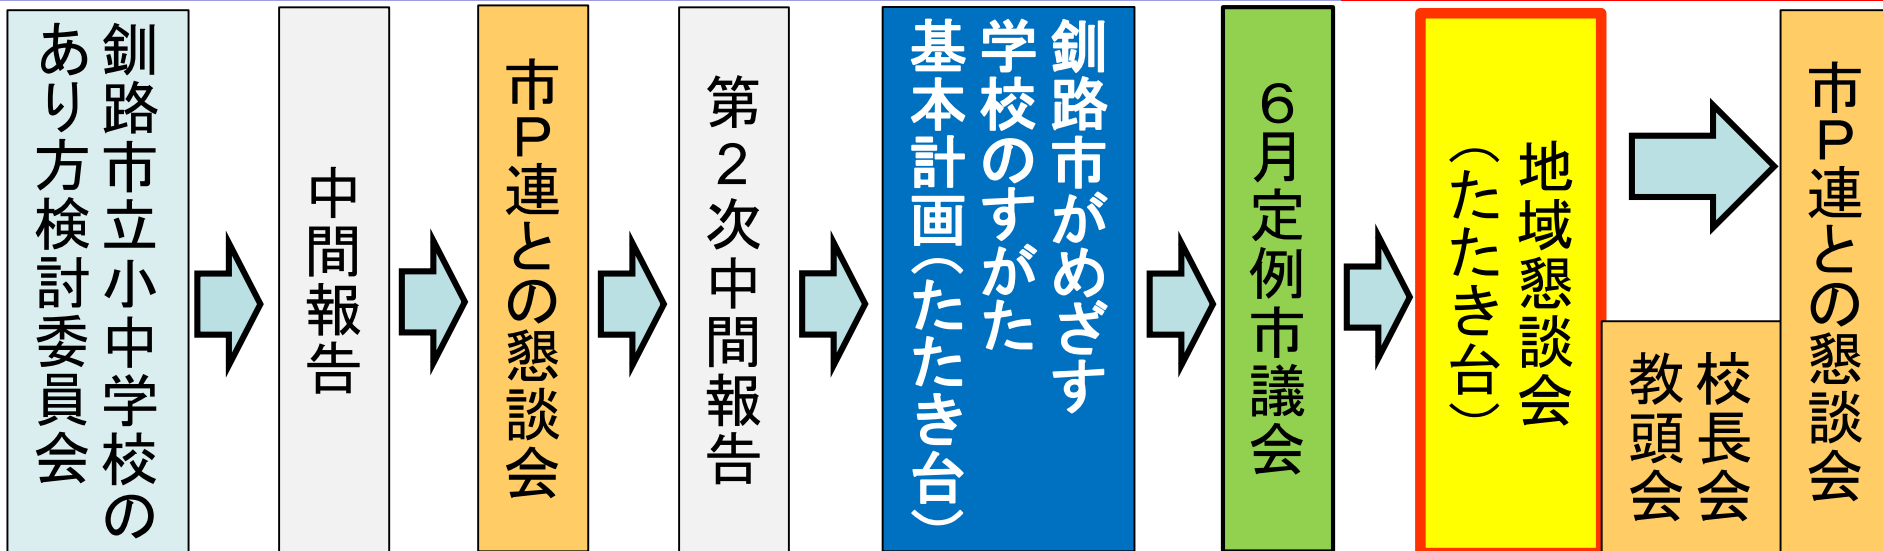 釧路市立小中学校の
あり方検討委員会
中間報告
市Ｐ連との懇談会
第２次中間報告
釧路市がめざす
学校のすがた
基本計画（たたき台）
６月定例市議会
地域懇談会
（たたき台）
校長会
教頭会
市Ｐ連との懇談会